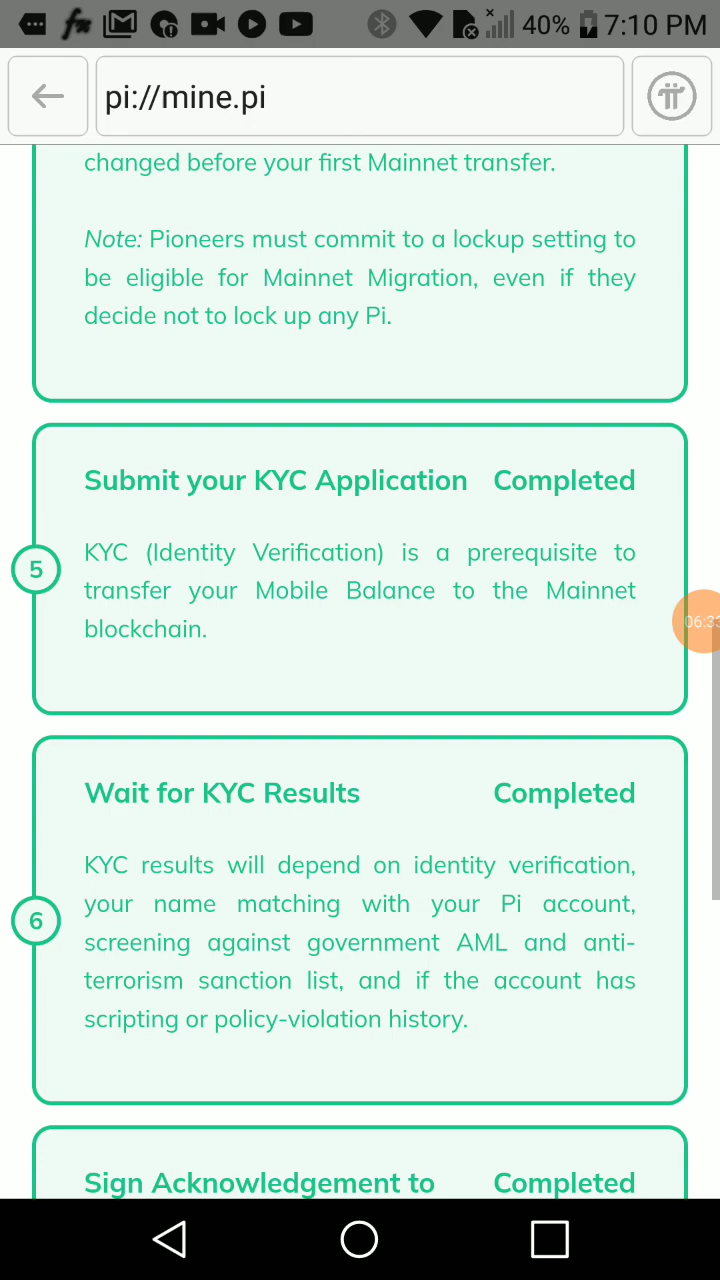 40% 7:10 PM
pi://mine.pi
changed before your first Mainnet transfer.
Note: Pioneers must commit to a lockup setting to
be eligible for Mainnet Migration, even if they
decide not to lock up any Pi.
Submit your KYC Application Completed
5
KYC (Identity Verification) is a prerequisite to
transfer your Mobile Balance to the Mainnet
blockchain.
Wait for KYC Results Completed
6
KYC results will depend on identity verification,
your name matching with your Pi account,
screening against government AML and anti-
terrorism sanction list, and if the account has
scripting or policy-violation history.
Sign Acknowledgement to Completed